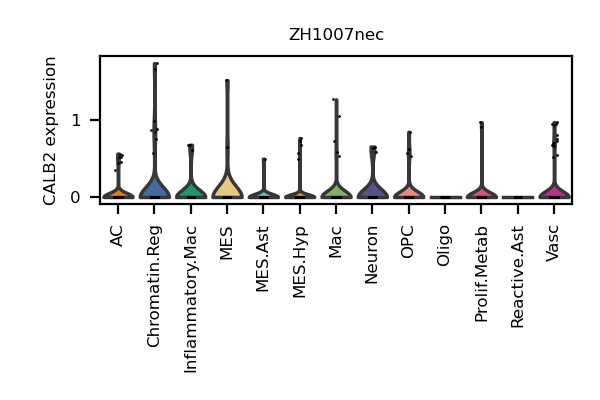 ZH1007nec
CALB2 expression
1
0
AC
Chromatin.Reg
Inflammatory.Mac
MES
MES.Ast
MES.Hyp
Mac
Neuron
OPC
Oligo
Prolif.Metab
Reactive.Ast
Vasc